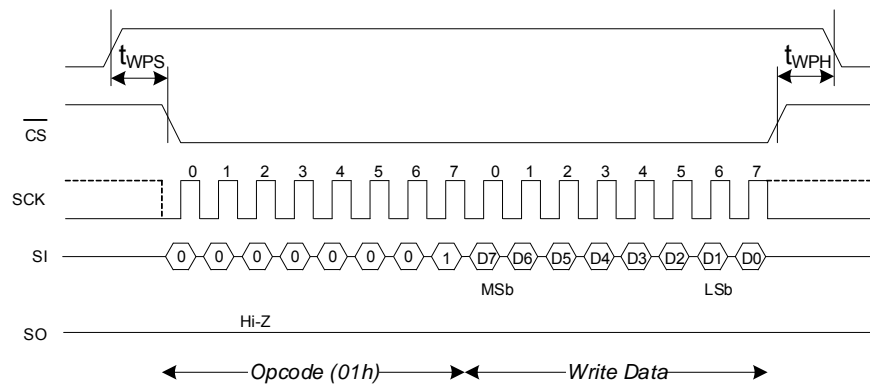 tWPS tWPH
CS
0 1 2 3 4 5 6 7 0 1 2 3 4 5 6 7
SCK
SI 0 0 0 0 0 0 0 1 D7 D6 D5 D4 D3 D2 D1 D0
MSb LSb
Hi-Z
SO
Opcode (01h) Write Data